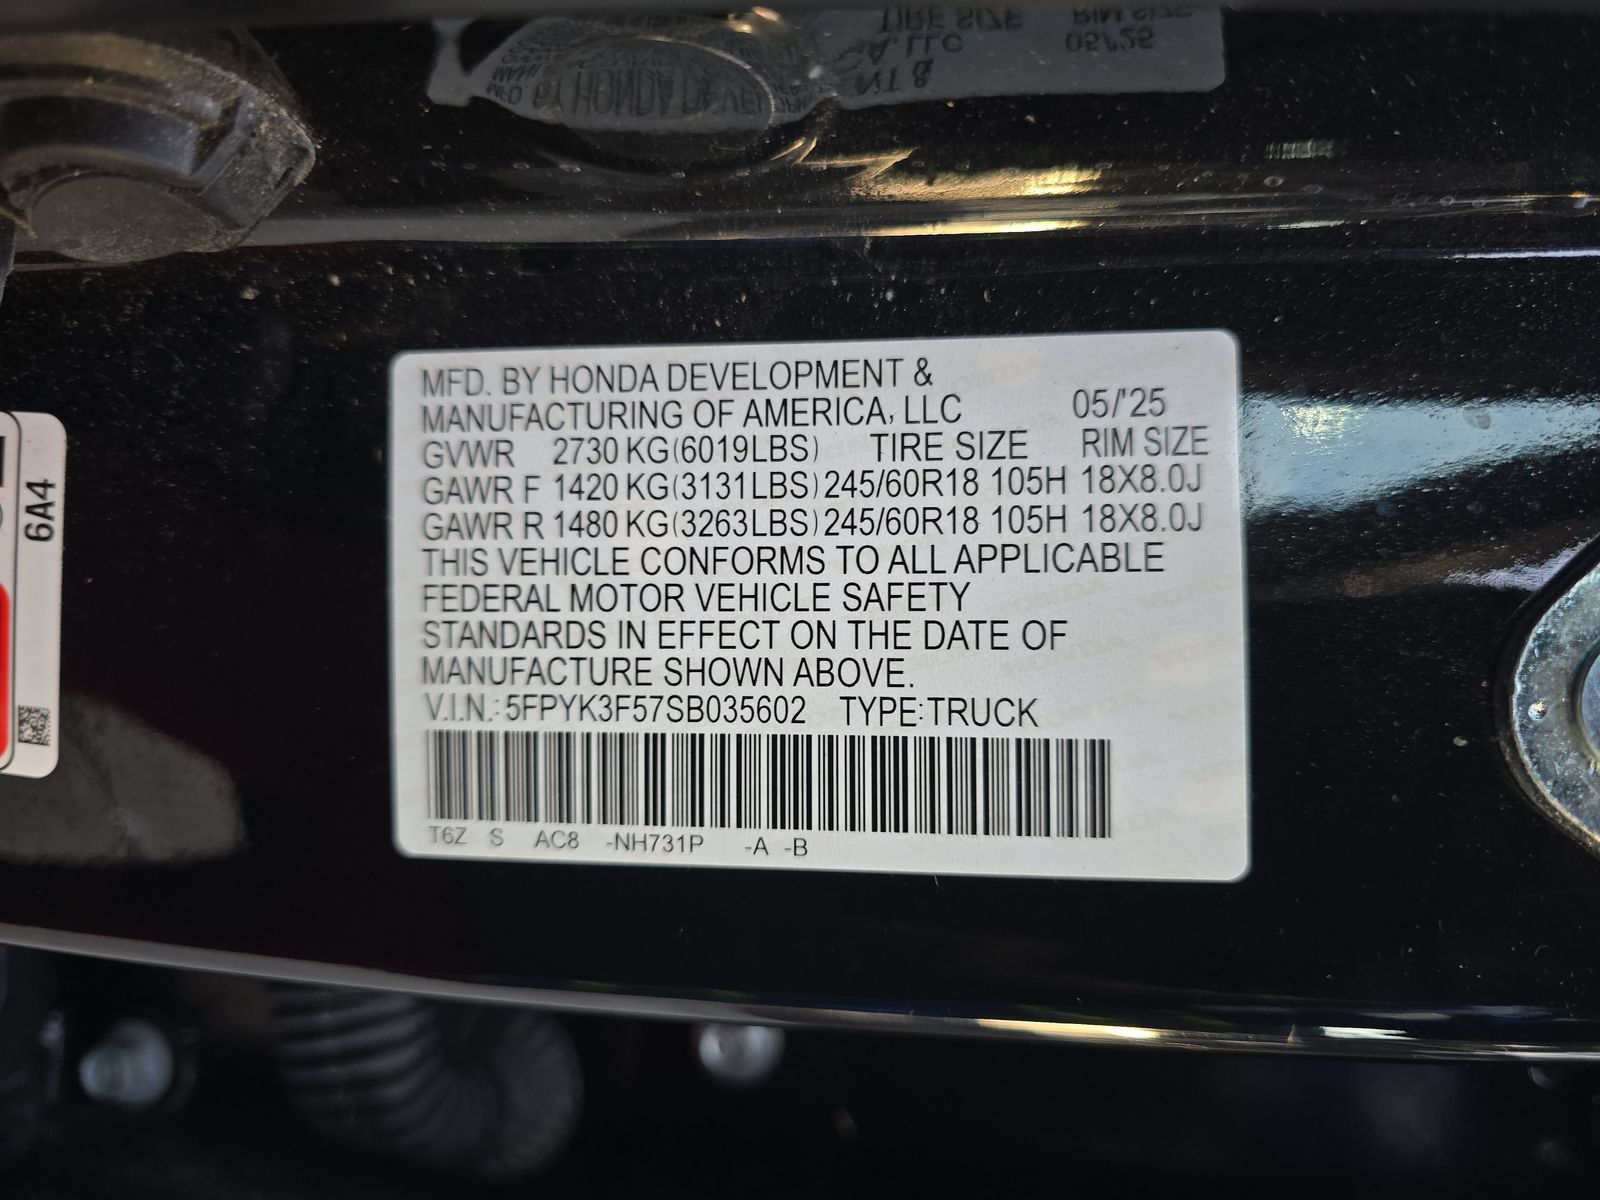 MFD. BY HONDA DEVELOPMENT &
MANUFACTURING OF AMERICA, LLC 05/'25
GVWR 2730 KG(6019LBS) TIRE SIZE RIM SIZE
GAWR F 1420 KG(3131LBS) 245/60R18 105H 18X8.0J
GAWR R 1480 KG(3263LBS) 245/60R18 105H 18X8.0J
THIS VEHICLE CONFORMS TO ALL APPLICABLE
FEDERAL MOTOR VEHICLE SAFETY
STANDARDS IN EFFECT ON THE DATE OF
MANUFACTURE SHOWN ABOVE.
V.I.N.: 5FPYK3F57SB035602 TYPE:TRUCK
T6Z S AC8 -NH731P -A -B
6A4